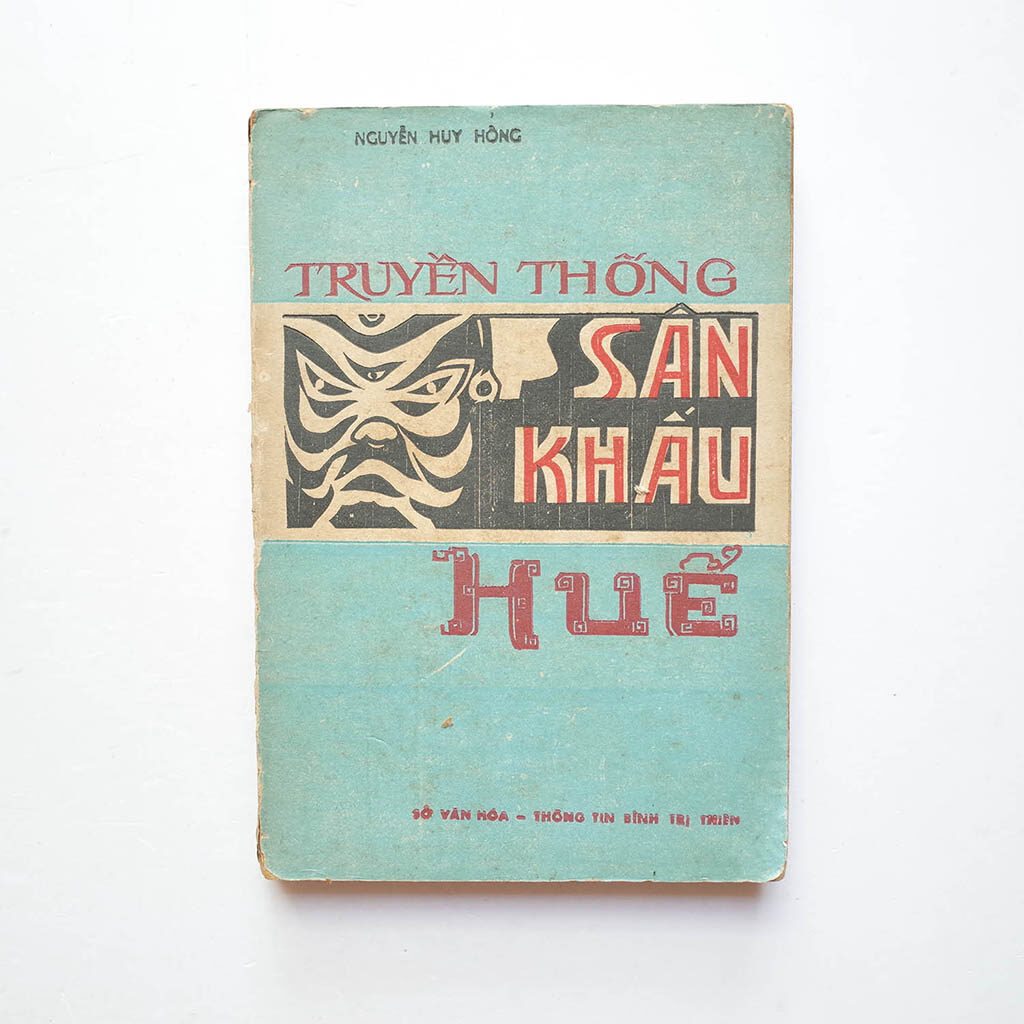 NGUYỄN HUY HỒNG
TRUYỀN THỐNG
SÂN
KHẤU
HUẾ
SỞ VĂN HÓA - THÔNG TIN BÌNH TRỊ THIÊN